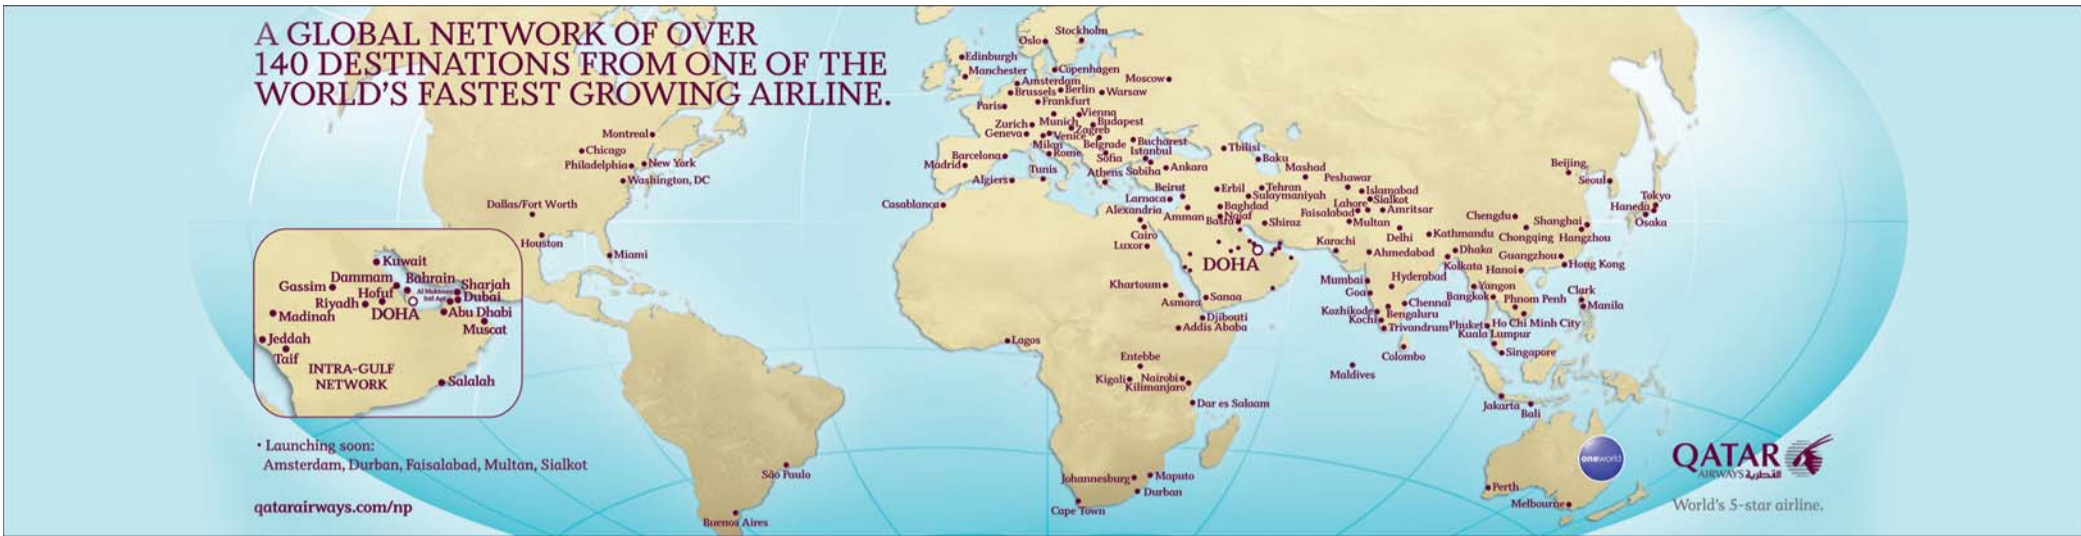 A GLOBAL NETWORK OF OVER
140 DESTINATIONS FROM ONE OF THE
WORLD'S FASTEST GROWING AIRLINE.
Montreal
Chicago
Philadelphia
New York
Washington, DC
Dallas/Fort Worth
Houston
Miami
São Paulo
Buenos Aires
Kuwait
Dammam
Bahrain
Sharjah
Gassim
Hofuf
Al Maktoum
Intl Apt
Dubai
Riyadh
DOHA
Abu Dhabi
Madinah
Muscat
Jeddah
Taif
INTRA-GULF
NETWORK
Salalah
• Launching soon:
Amsterdam, Durban, Faisalabad, Multan, Sialkot
qatarairways.com/np
Stockholm
Oslo
Edinburgh
Manchester
Copenhagen
Moscow
Amsterdam
Brussels
Berlin
Warsaw
Paris
Frankfurt
Vienna
Zurich
Munich
Budapest
Geneva
Zagreb
Venice
Milan
Belgrade
Bucharest
Barcelona
Rome
Sofia
Istanbul
Madrid
Tunis
Athens
Sabiha
Ankara
Algiers
Casablanca
Tbilisi
Baku
Mashad
Beirut
Erbil
Tehran
Peshawar
Islamabad
Larnaca
Sulaymaniyah
Sialkot
Alexandria
Baghdad
Lahore
Amman
Najaf
Faisalabad
Amritsar
Basra
Shiraz
Multan
Cairo
Luxor
Karachi
Delhi
Kathmandu
DOHA
Ahmedabad
Dhaka
Kolkata
Khartoum
Mumbai
Hyderabad
Asmara
Sanaa
Goa
Chennai
Djibouti
Kozhikode
Bengaluru
Addis Ababa
Kochi
Trivandrum
Lagos
Colombo
Entebbe
Maldives
Kigali
Nairobi
Kilimanjaro
Dar es Salaam
Johannesburg
Maputo
Durban
Cape Town
Beijing
Seoul
Tokyo
Haneda
Osaka
Chengdu
Shanghai
Chongqing
Hangzhou
Guangzhou
Hanoi
Hong Kong
Yangon
Clark
Bangkok
Phnom Penh
Manila
Phuket
Ho Chi Minh City
Kuala Lumpur
Singapore
Jakarta
Bali
Perth
Melbourne
oneworld
QATAR
AIRWAYS القطرية
World's 5-star airline.